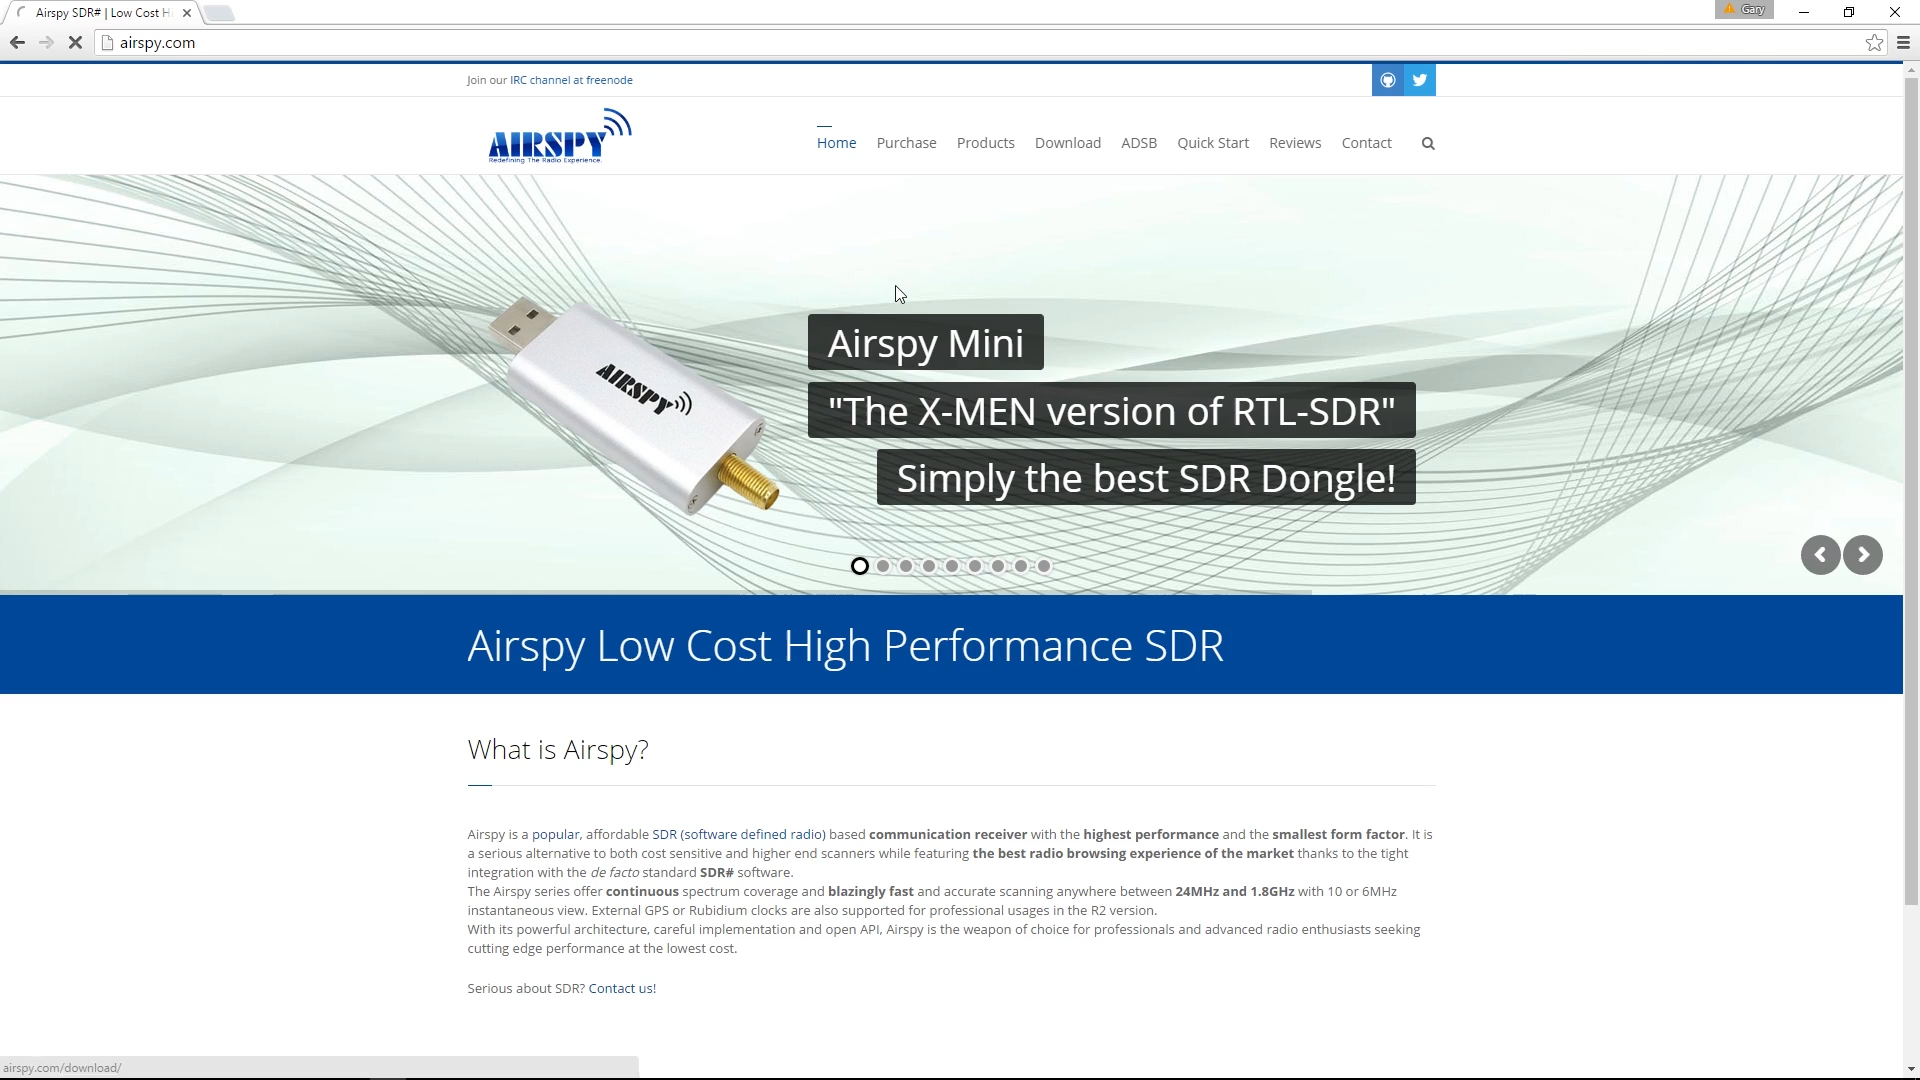 Airspy SDR# | Low Cost H
Gary
airspy.com
Join our IRC channel at freenode
AIRSPY
Redefining The Radio Experience.
Home Purchase Products Download ADSB Quick Start Reviews Contact
AIRSPY
Airspy Mini
"The X-MEN version of RTL-SDR"
Simply the best SDR Dongle!
Airspy Low Cost High Performance SDR
What is Airspy?
Airspy is a popular, affordable SDR (software defined radio) based communication receiver with the highest performance and the smallest form factor. It is
a serious alternative to both cost sensitive and higher end scanners while featuring the best radio browsing experience of the market thanks to the tight
integration with the de facto standard SDR# software.
The Airspy series offer continuous spectrum coverage and blazingly fast and accurate scanning anywhere between 24MHz and 1.8GHz with 10 or 6MHz
instantaneous view. External GPS or Rubidium clocks are also supported for professional usages in the R2 version.
With its powerful architecture, careful implementation and open API, Airspy is the weapon of choice for professionals and advanced radio enthusiasts seeking
cutting edge performance at the lowest cost.
Serious about SDR? Contact us!
airspy.com/download/